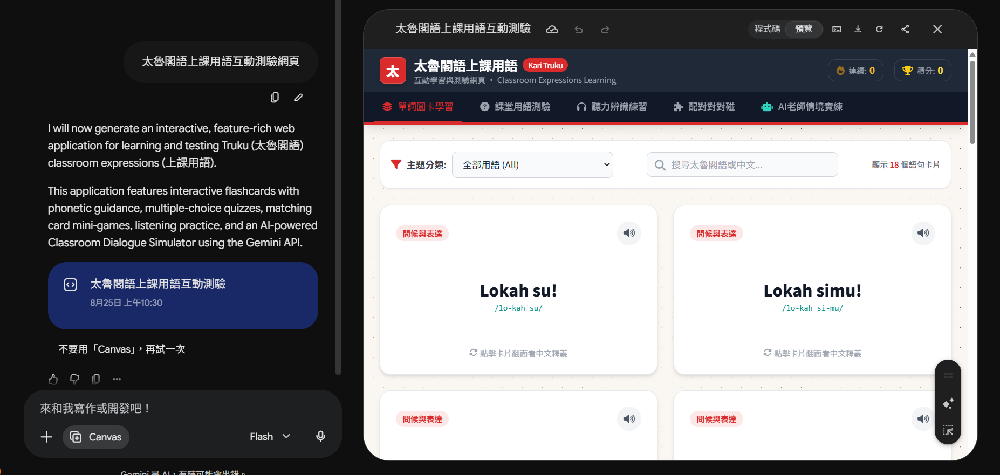 太魯閣語上課用語互動測驗網頁
I will now generate an interactive, feature-rich web
application for learning and testing Truku (太魯閣語)
classroom expressions (上課用語).
This application features interactive flashcards with
phonetic guidance, multiple-choice quizzes, matching
card mini-games, listening practice, and an AI-powered
Classroom Dialogue Simulator using the Gemini API.
太魯閣語上課用語互動測驗
8月25日 上午10:30
不要用「Canvas」，再試一次
來和我寫作或開發吧！
Canvas
Flash
Gemini 是 AI，有時可能會出錯。
太魯閣語上課用語互動測驗
程式碼
預覽
太
太魯閣語上課用語 Kari Truku
互動學習與測驗網頁 • Classroom Expressions Learning
連續: 0
積分: 0
單詞圖卡學習
課堂用語測驗
聽力辨識練習
配對對對碰
AI老師情境實練
主題分類:
全部用語 (All)
搜尋太魯閣語或中文...
顯示 18 個語句卡片
問候與表達
Lokah su!
/lo-kah su/
點擊卡片翻面看中文釋義
問候與表達
Lokah simu!
/lo-kah si-mu/
點擊卡片翻面看中文釋義
問候與表達
問候與表達